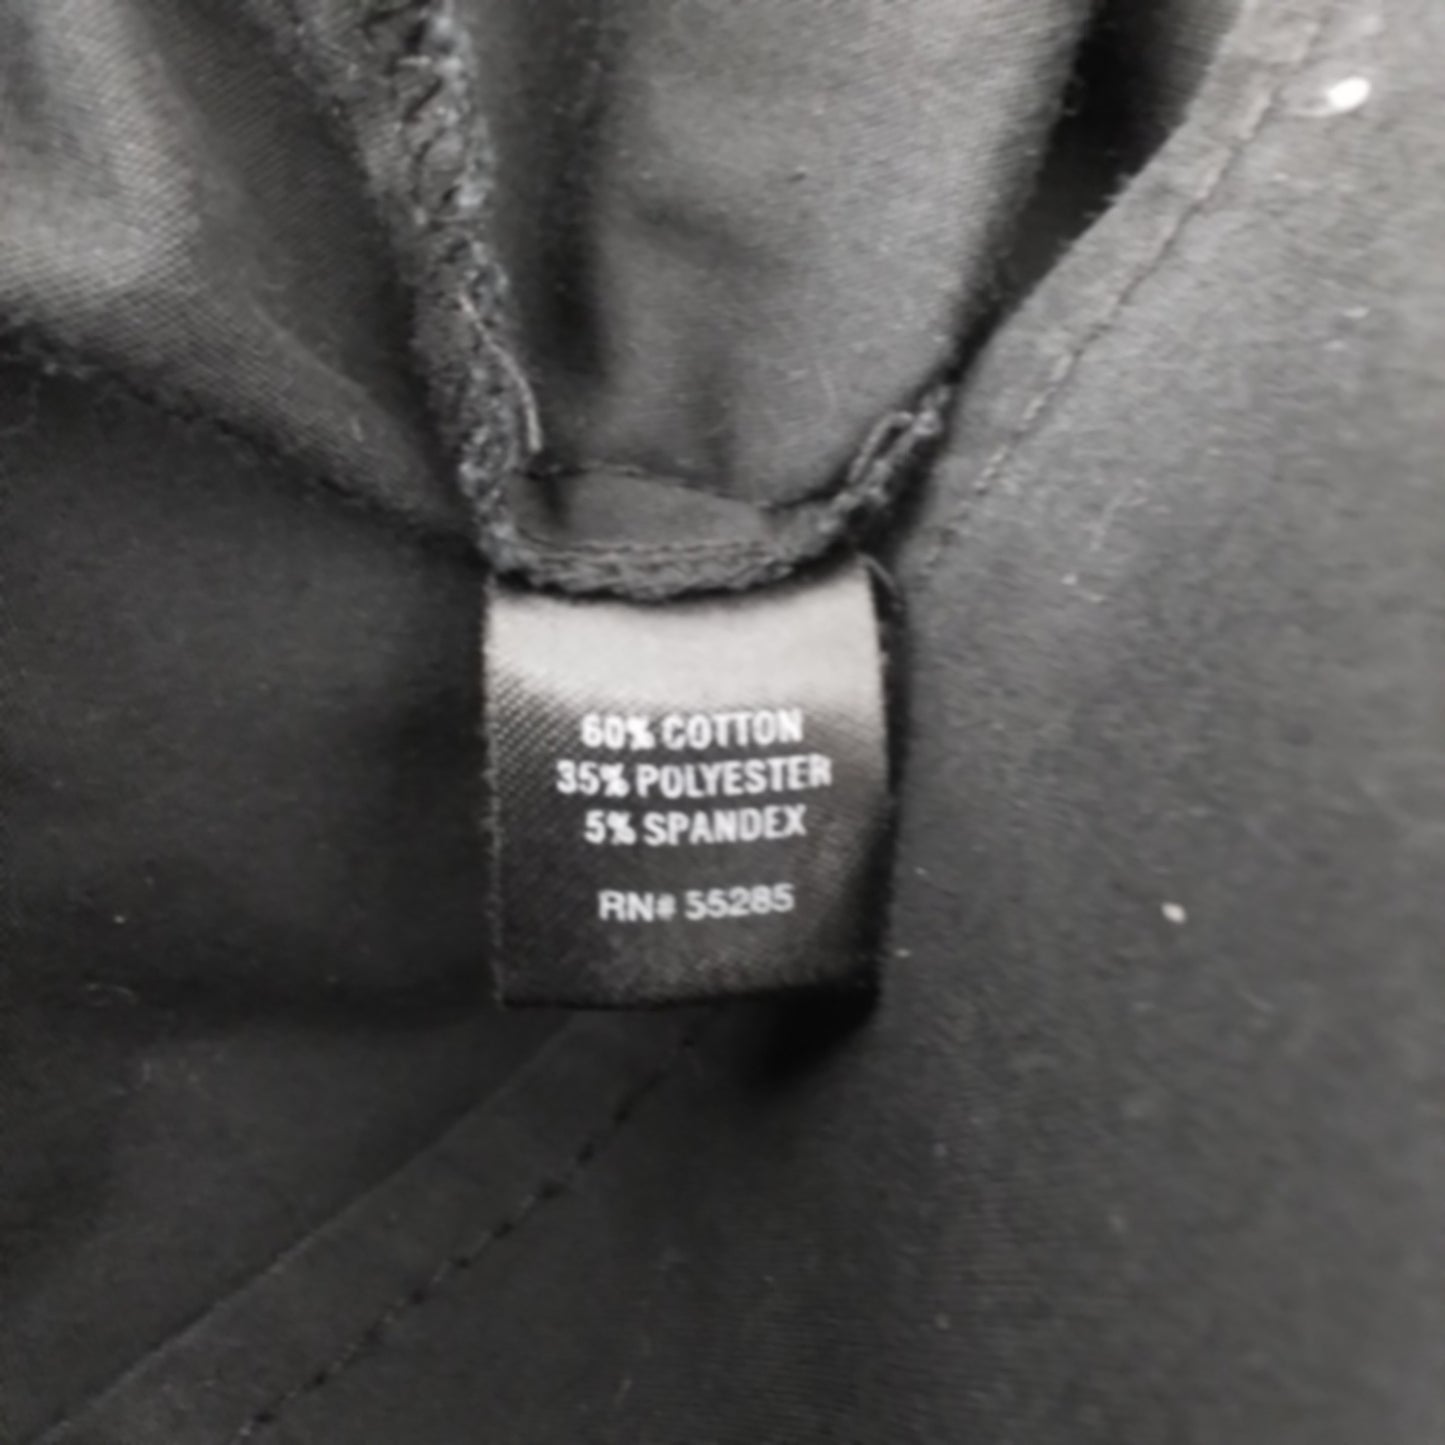 60% COTTON
35% POLYESTER
5% SPANDEX
RN# 55285